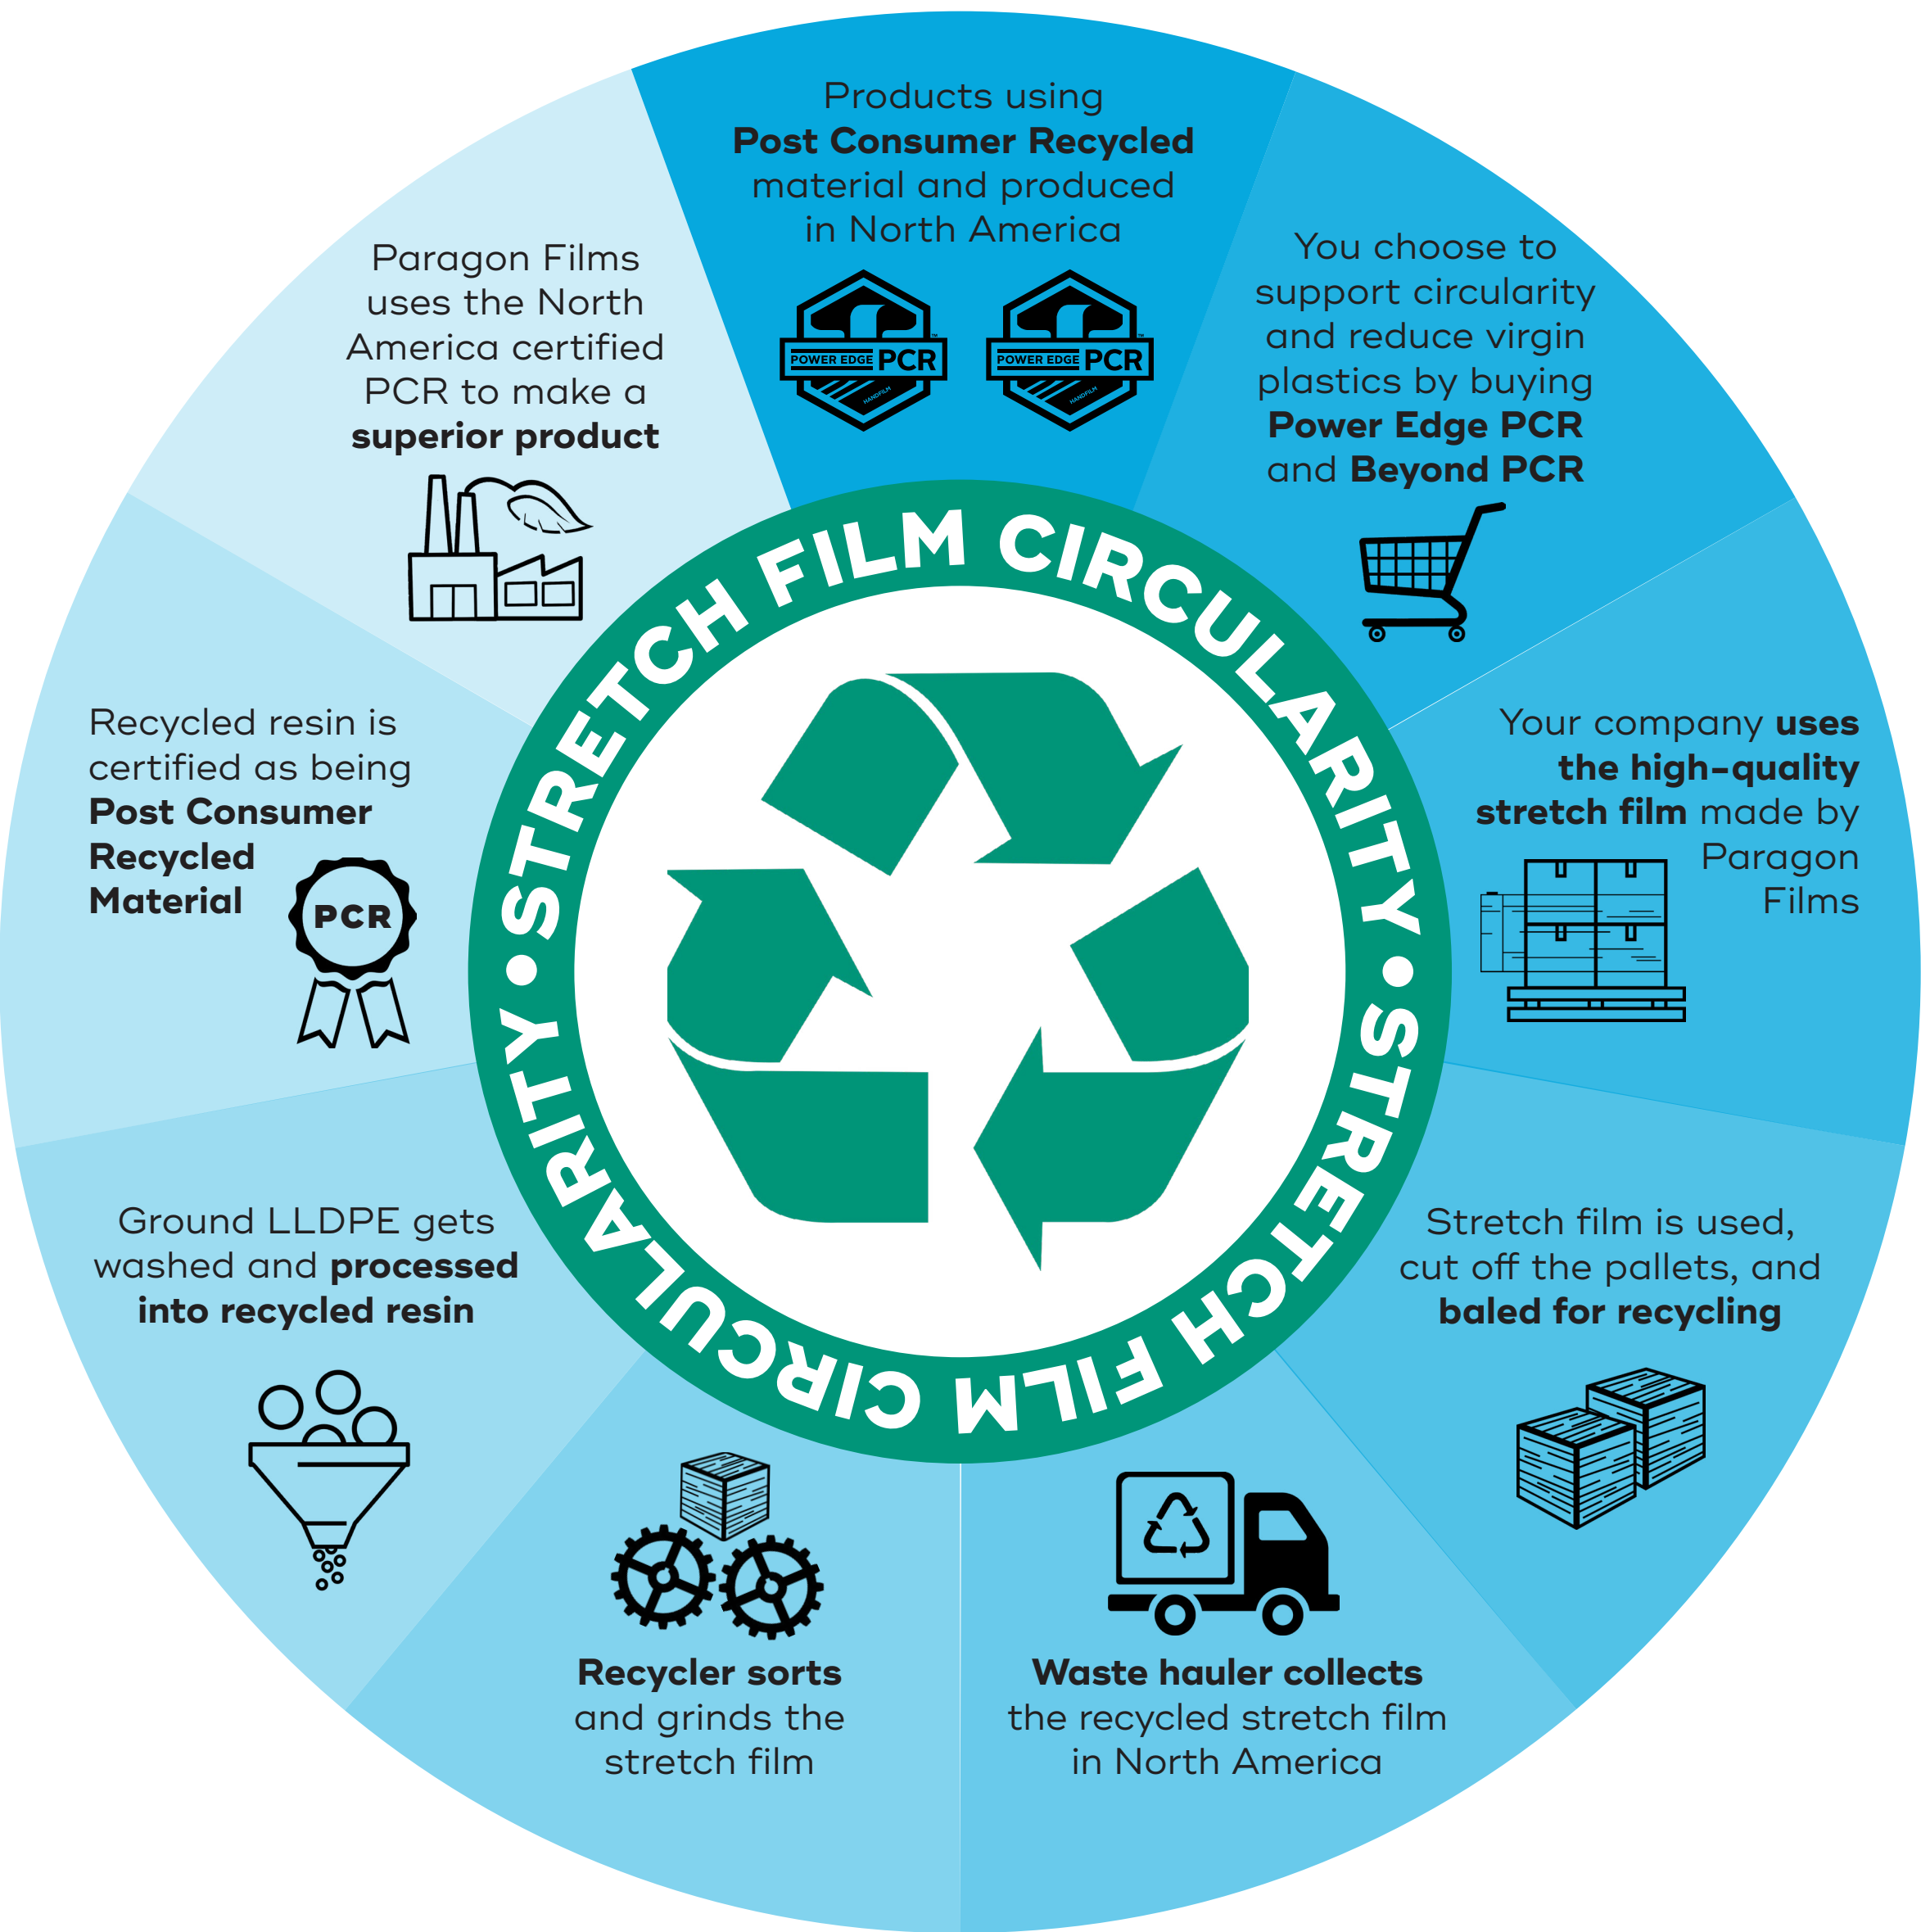 Products using
Post Consumer Recycled
material and produced
in North America
POWER EDGE PCR
™
HANDFILM
POWER EDGE PCR
™
HANDFILM
You choose to
support circularity
and reduce virgin
plastics by buying
Power Edge PCR
and Beyond PCR
Your company uses
the high-quality
stretch film made by
Paragon
Films
Stretch film is used,
cut off the pallets, and
baled for recycling
Waste hauler collects
the recycled stretch film
in North America
Recycler sorts
and grinds the
stretch film
Ground LLDPE gets
washed and processed
into recycled resin
Recycled resin is
certified as being
Post Consumer
Recycled
Material
PCR
Paragon Films
uses the North
America certified
PCR to make a
superior product
STRETCH FILM CIRCULARITY • STRETCH FILM CIRCULARITY •